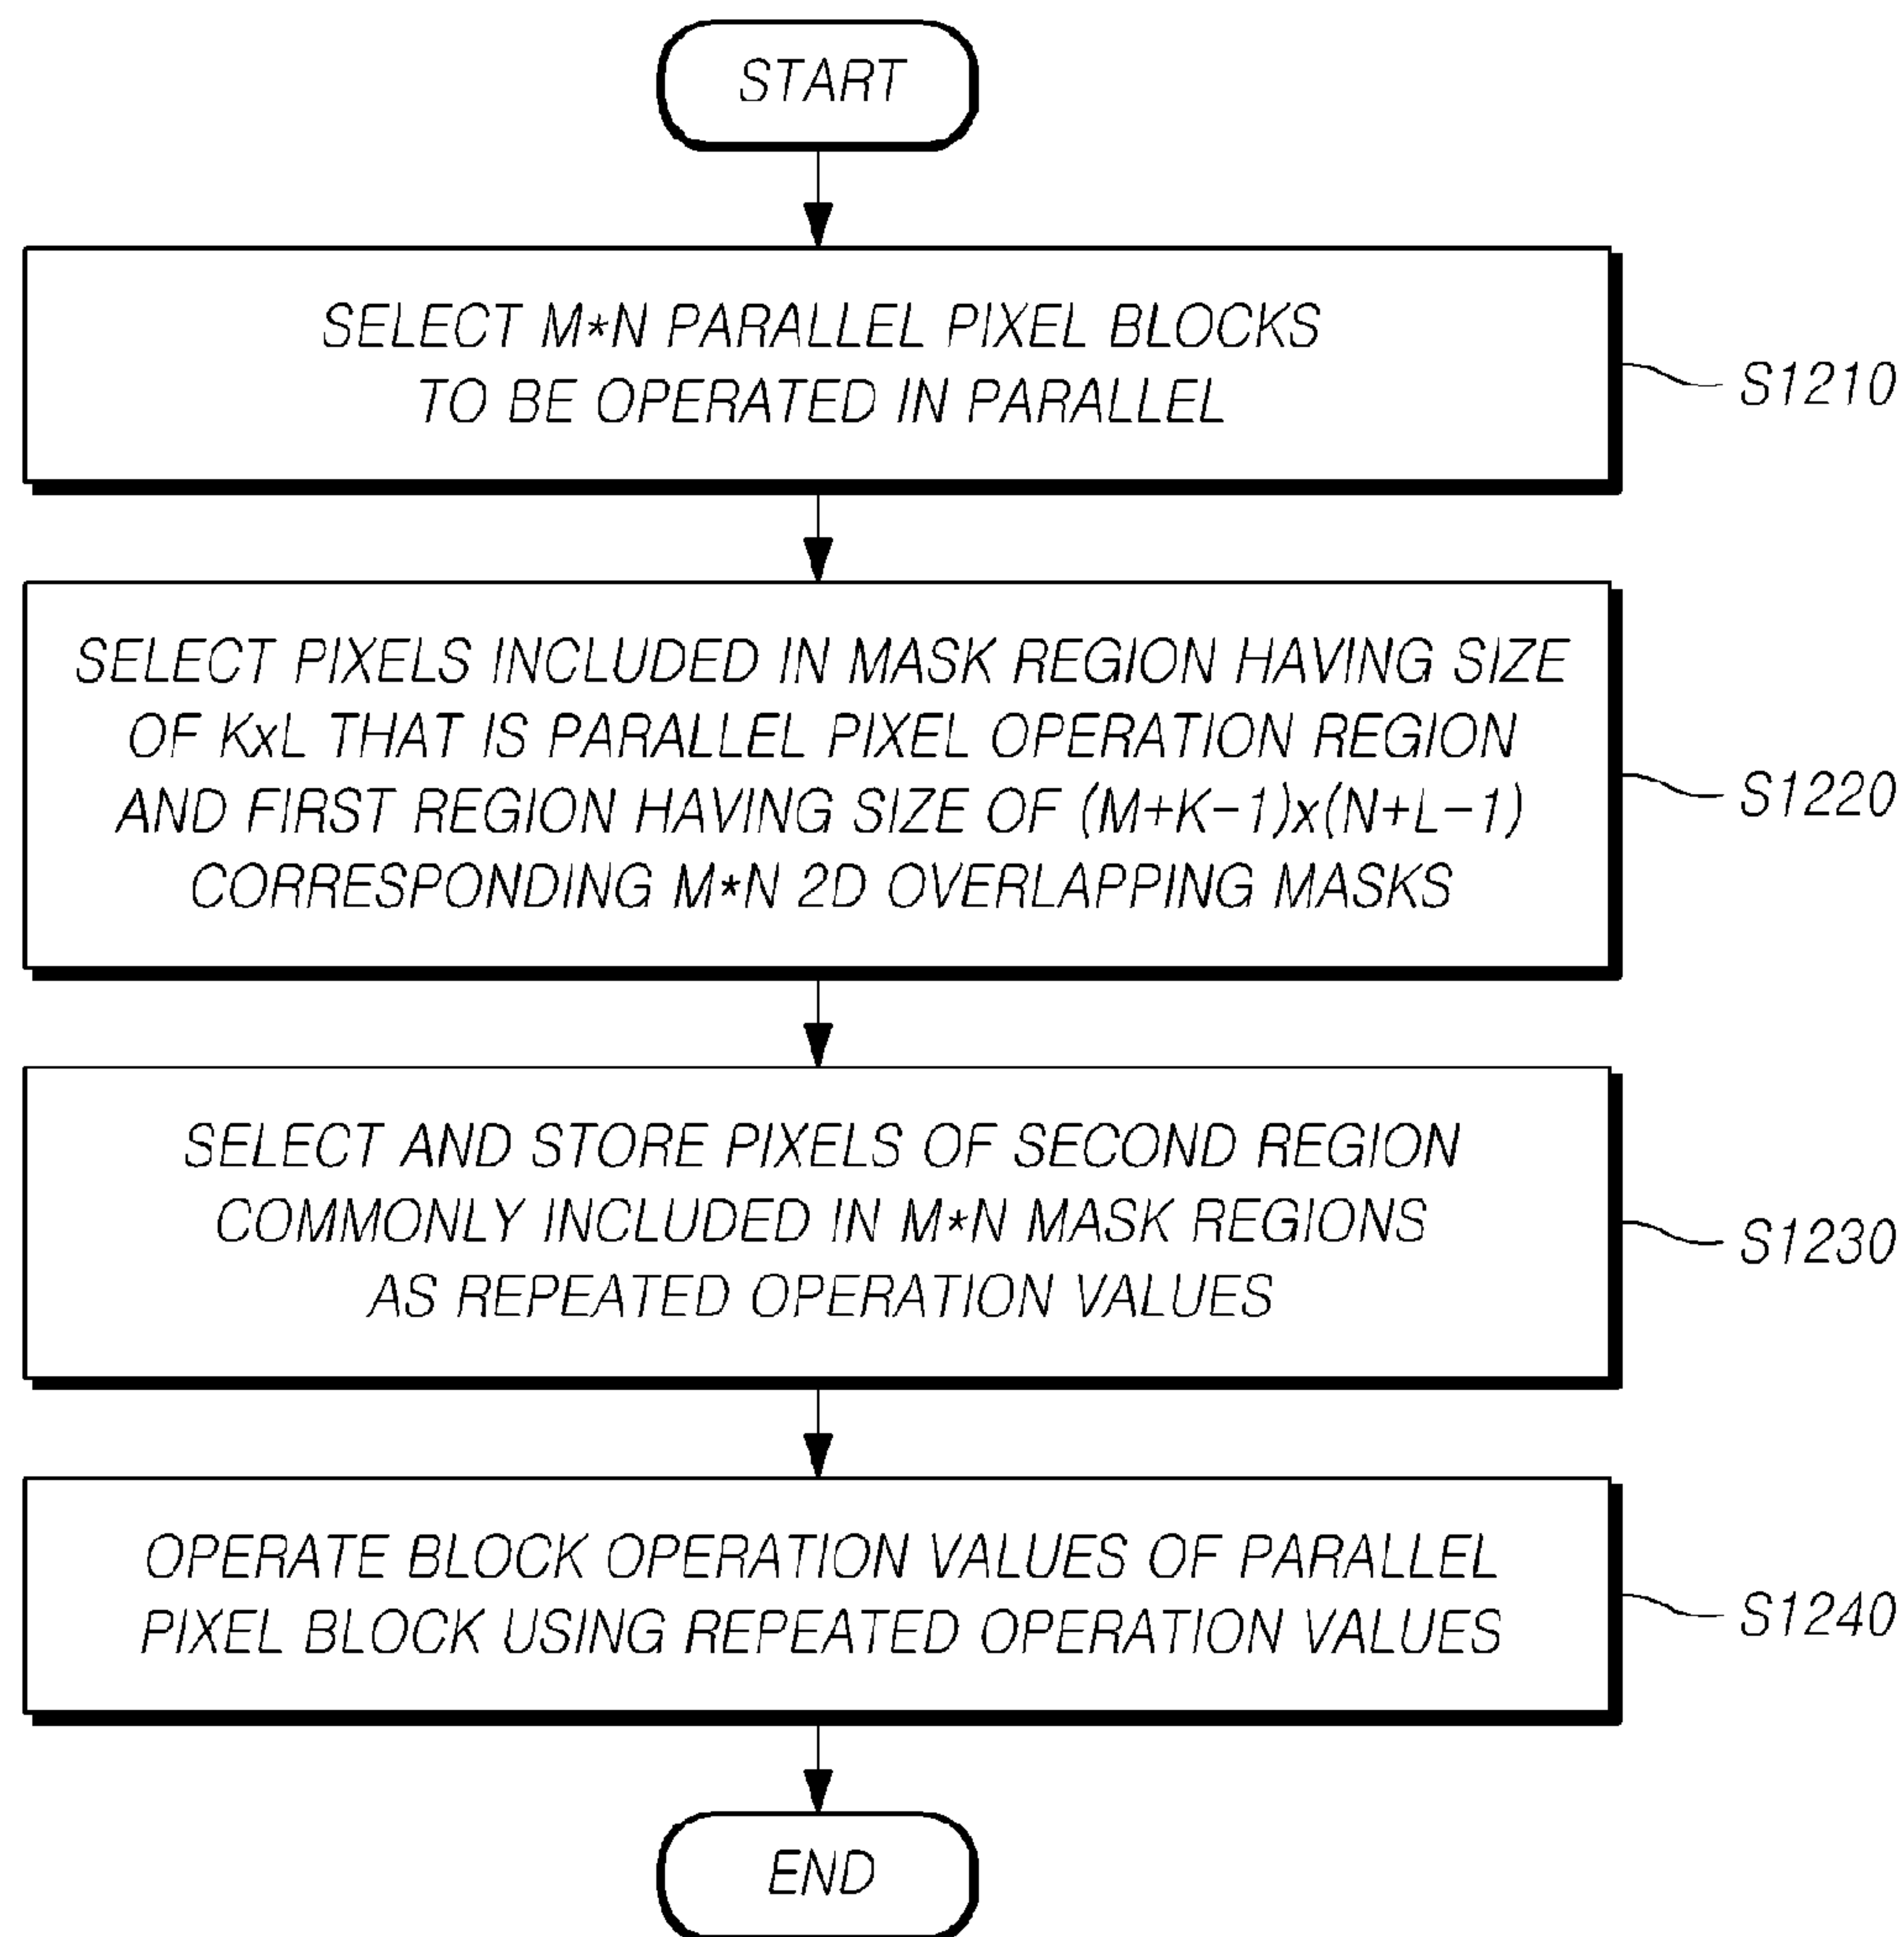 START
SELECT M*N PARALLEL PIXEL BLOCKS
TO BE OPERATED IN PARALLEL
S1210
SELECT PIXELS INCLUDED IN MASK REGION HAVING SIZE
OF KxL THAT IS PARALLEL PIXEL OPERATION REGION
AND FIRST REGION HAVING SIZE OF (M+K-1)x(N+L-1)
CORRESPONDING M*N 2D OVERLAPPING MASKS
S1220
SELECT AND STORE PIXELS OF SECOND REGION
COMMONLY INCLUDED IN M*N MASK REGIONS
AS REPEATED OPERATION VALUES
S1230
OPERATE BLOCK OPERATION VALUES OF PARALLEL
PIXEL BLOCK USING REPEATED OPERATION VALUES
S1240
END